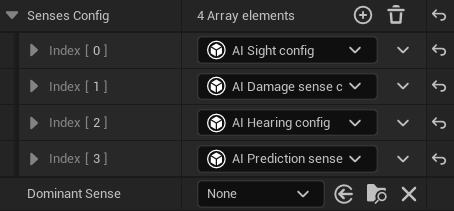 Senses Config 4 Array elements
Index [ 0 ] AI Sight config
Index [ 1 ] AI Damage sense c
Index [ 2 ] AI Hearing config
Index [ 3 ] AI Prediction sense
Dominant Sense None